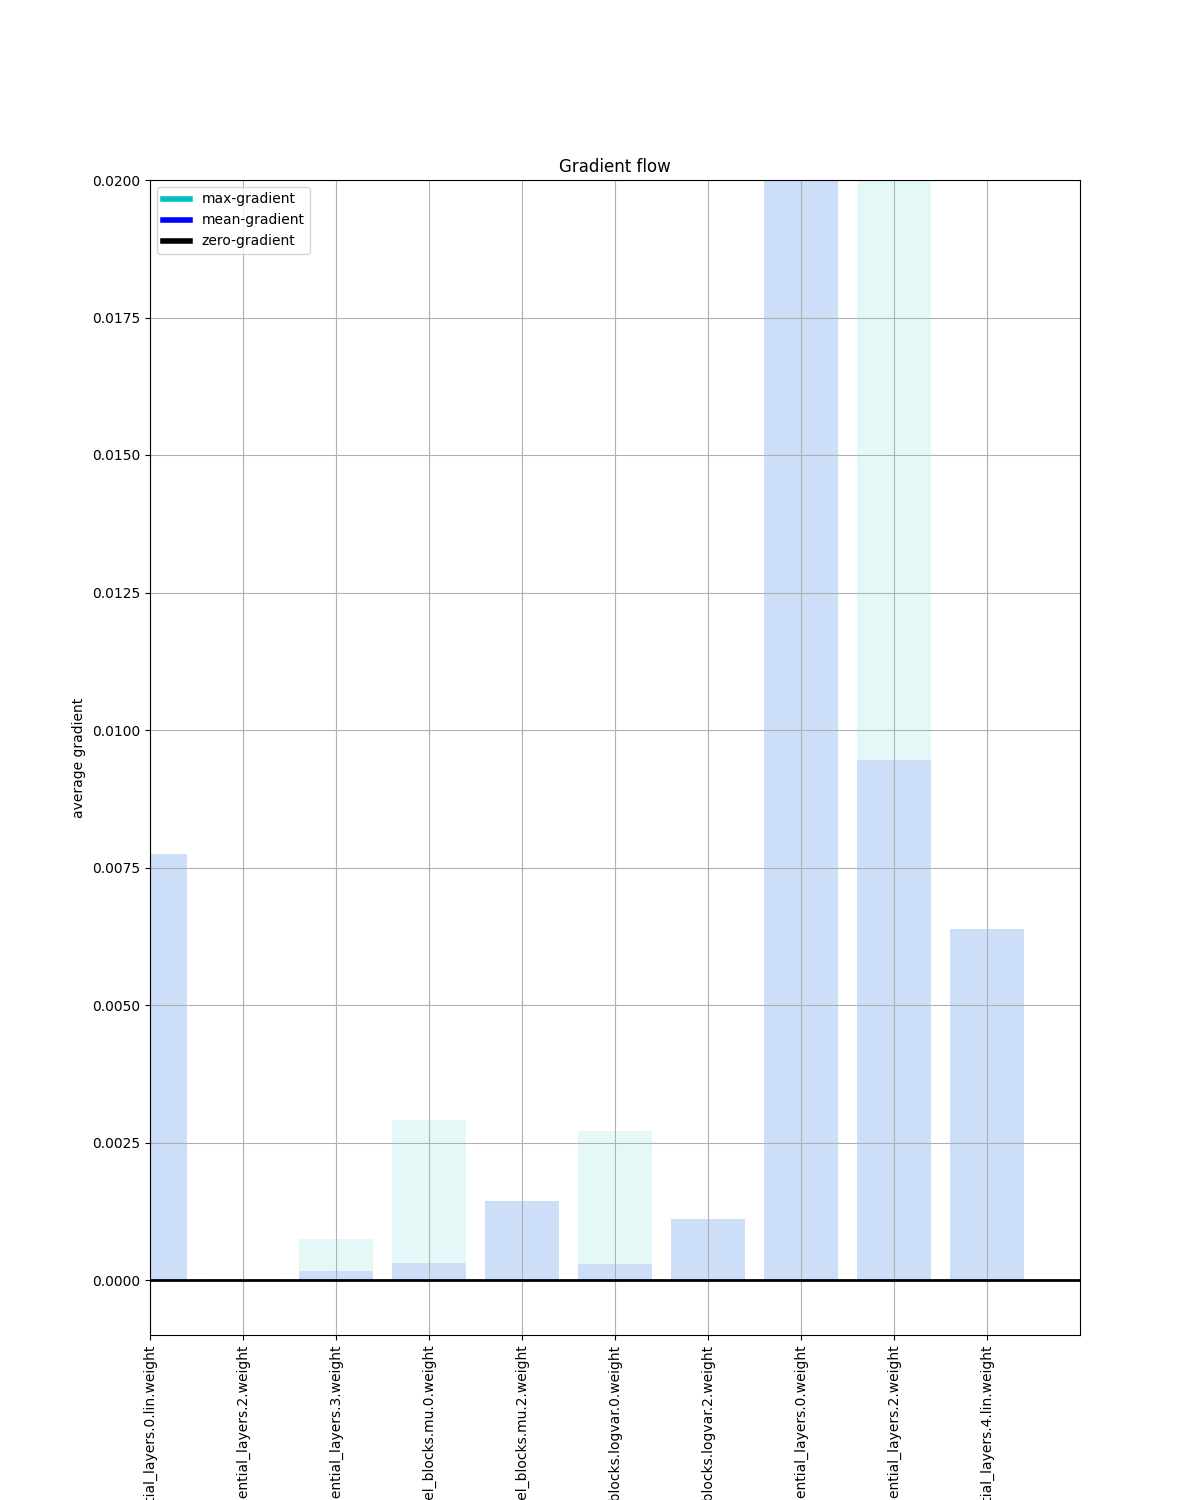 Gradient flow
max-gradient
mean-gradient
zero-gradient
0.0200
0.0175
0.0150
0.0125
0.0100
0.0075
0.0050
0.0025
0.0000
average gradient
tial_layers.0.lin.weight
ential_layers.2.weight
ential_layers.3.weight
el_blocks.mu.0.weight
el_blocks.mu.2.weight
blocks.logvar.0.weight
blocks.logvar.2.weight
ential_layers.0.weight
ential_layers.2.weight
tial_layers.4.lin.weight